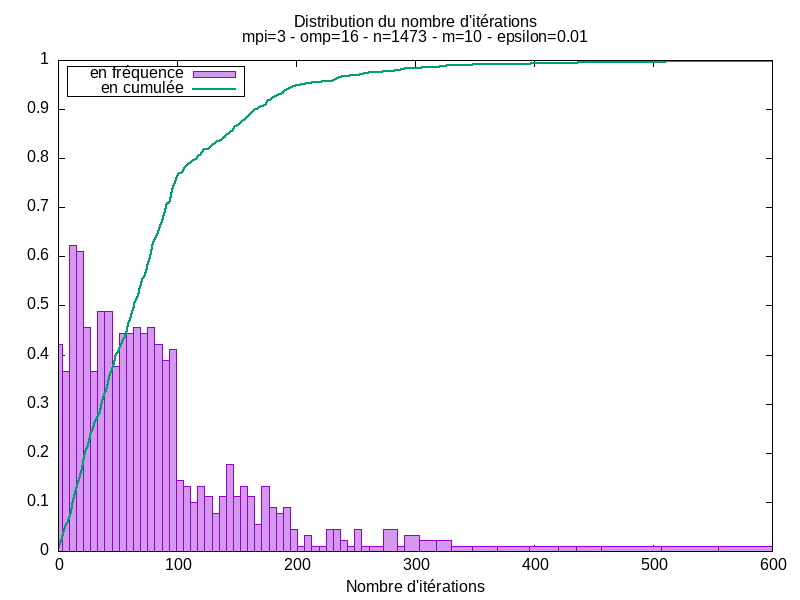 Distribution du nombre d'itérations
mpi=3 - omp=16 - n=1473 - m=10 - epsilon=0.01
en fréquence
en cumulée
1
0.9
0.8
0.7
0.6
0.5
0.4
0.3
0.2
0.1
0
0 100 200 300 400 500 600
Nombre d'itérations